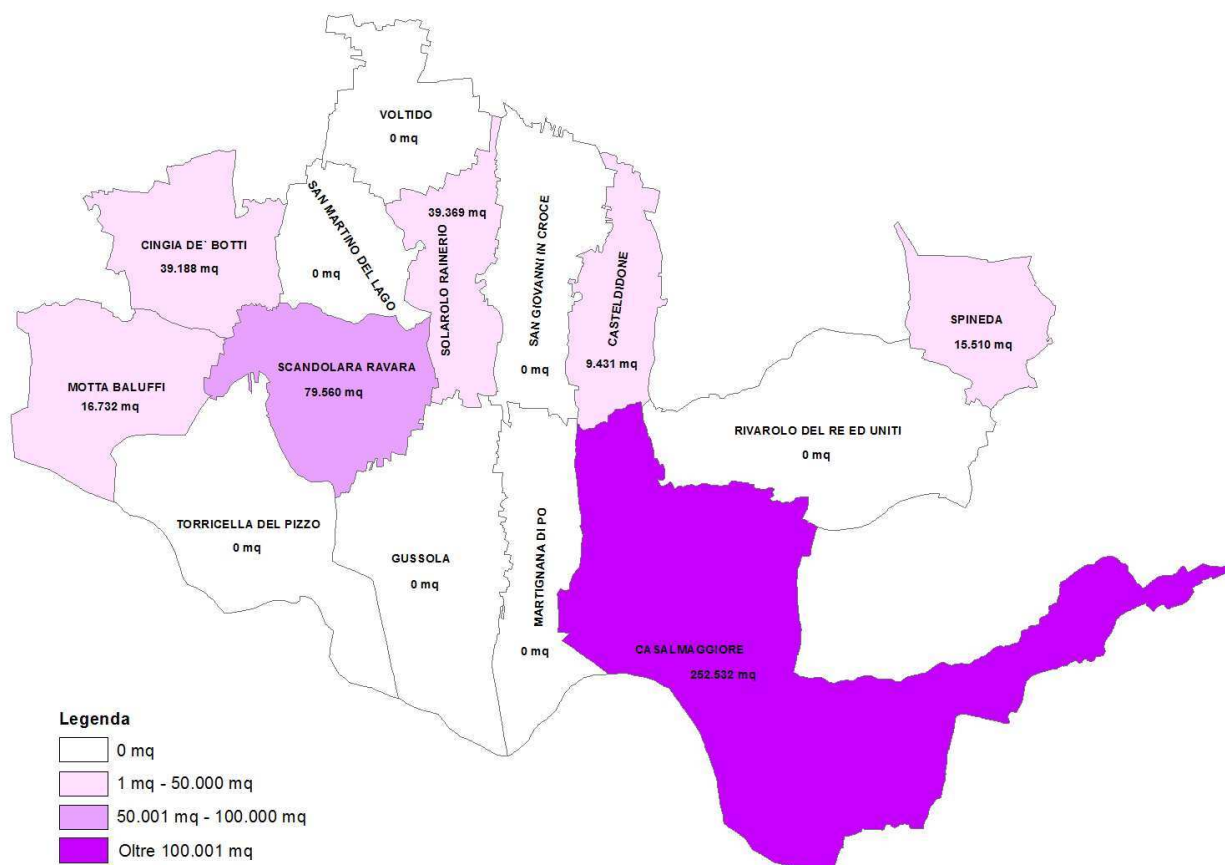 VOLTIDO
0 mq
SAN MARTINO DEL LAGO
0 mq
CINGIA DE` BOTTI
39.188 mq
39.369 mq
SOLAROLO RAINERIO
SAN GIOVANNI IN CROCE
0 mq
CASTELDIDONE
9.431 mq
SPINEDA
15.510 mq
MOTTA BALUFFI
16.732 mq
SCANDOLARA RAVARA
79.560 mq
RIVAROLO DEL RE ED UNITI
0 mq
TORRICELLA DEL PIZZO
0 mq
GUSSOLA
0 mq
MARTIGNANA DI PO
0 mq
CASALMAGGIORE
252.532 mq
Legenda
0 mq
1 mq - 50.000 mq
50.001 mq - 100.000 mq
Oltre 100.001 mq